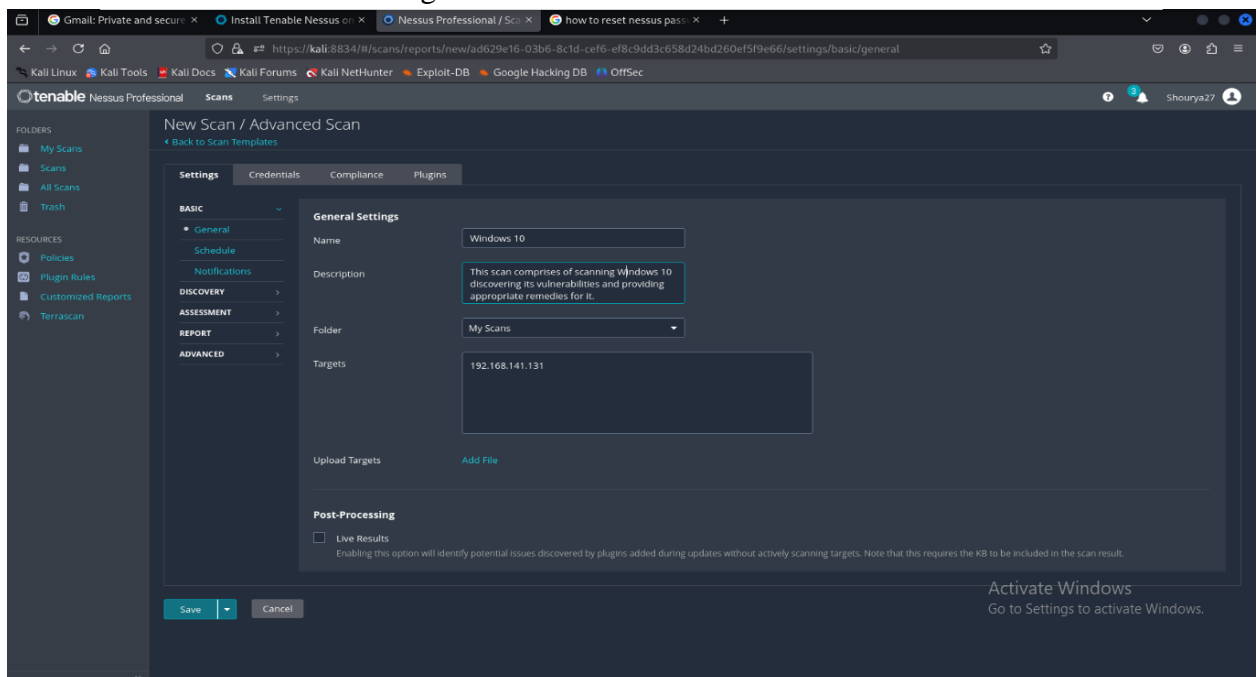 Gmail: Private and secure
Install Tenable Nessus on
Nessus Professional / Sca
how to reset nessus pass
https://kali:8834/#/scans/reports/new/ad629e16-03b6-8c1d-cef6-ef8c9dd3c658d24bd260ef5f9e66/settings/basic/general
Kali Linux Kali Tools Kali Docs Kali Forums Kali NetHunter Exploit-DB Google Hacking DB OffSec
tenable Nessus Profes
Scans Settings
3
Shourya27
FOLDERS
My Scans
Scans
All Scans
Trash
RESOURCES
Policies
Plugin Rules
Customized Reports
Terrascan
New Scan / Advanced Scan
Back to Scan Templates
Settings Credentials Compliance Plugins
BASIC
General
Schedule
Notifications
DISCOVERY
ASSESSMENT
REPORT
ADVANCED
General Settings
Name
Windows 10
Description
This scan comprises of scanning Windows 10
discovering its vulnerabilities and providing
appropriate remedies for it.
Folder
My Scans
Targets
192.168.141.131
Upload Targets
Add File
Post-Processing
Live Results
Enabling this option will identify potential issues discovered by plugins added during updates without actively scanning targets. Note that this requires the KB to be included in the scan result.
Save Cancel
Activate Windows
Go to Settings to activate Windows.